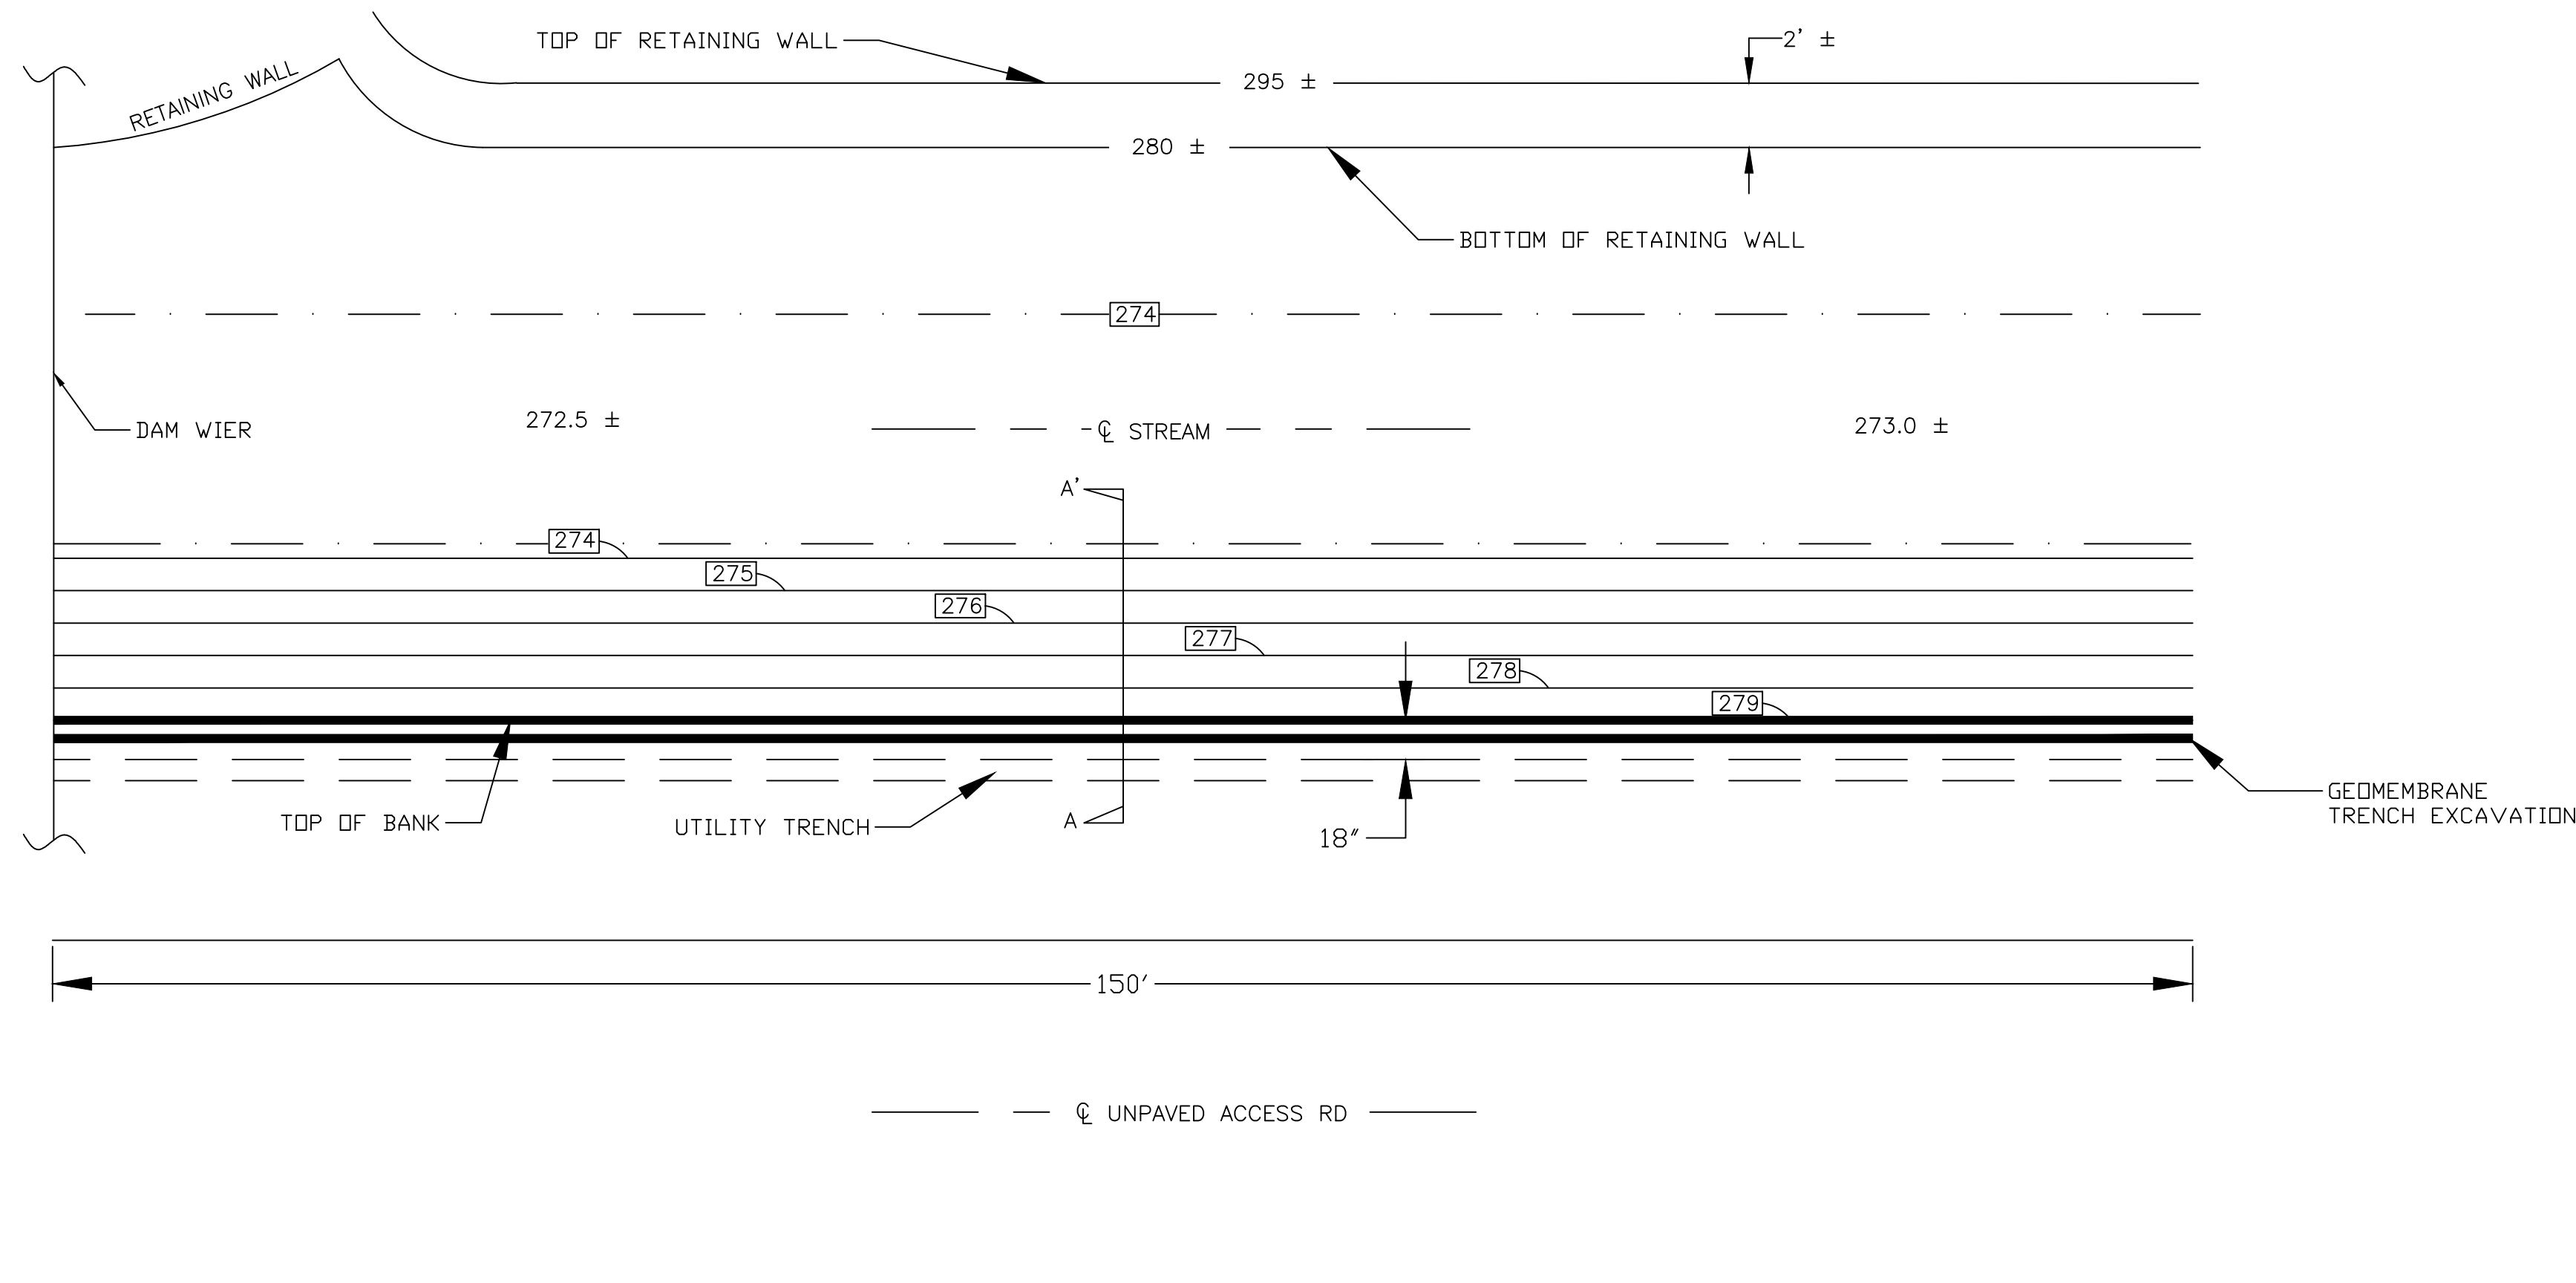 TOP OF RETAINING WALL
2' ±
RETAINING WALL
295 ±
280 ±
BOTTOM OF RETAINING WALL
274
DAM WIER
272.5 ±
℄ STREAM
273.0 ±
A'
274
275
276
277
278
279
TOP OF BANK
UTILITY TRENCH
A
18"
GEOMEMBRANE
TRENCH EXCAVATION
150'
℄ UNPAVED ACCESS RD